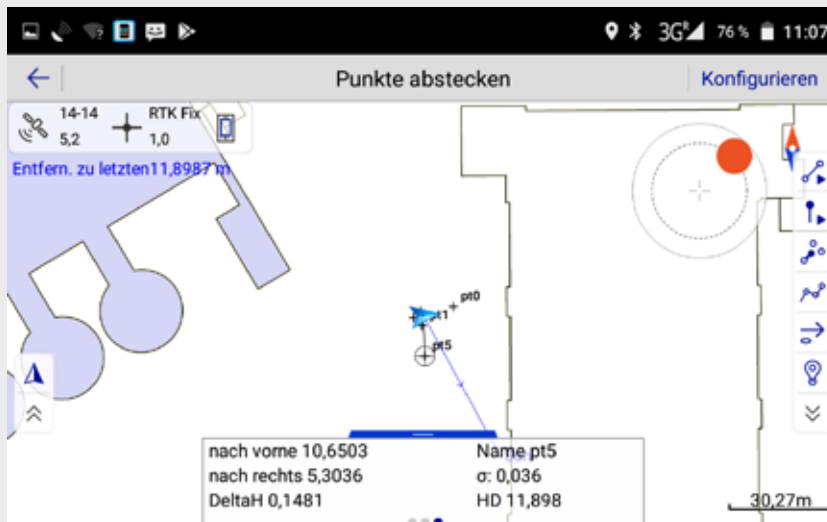 3G R 76 % 11:07
Punkte abstecken Konfigurieren
14-14 RTK Fix
5,2 1,0
Entfern. zu letzten11,8987 m
pt0
pt1
pt5
nach vorne 10,6503 Name pt5
nach rechts 5,3036 σ: 0,036
DeltaH 0,1481 HD 11,898
30,27m